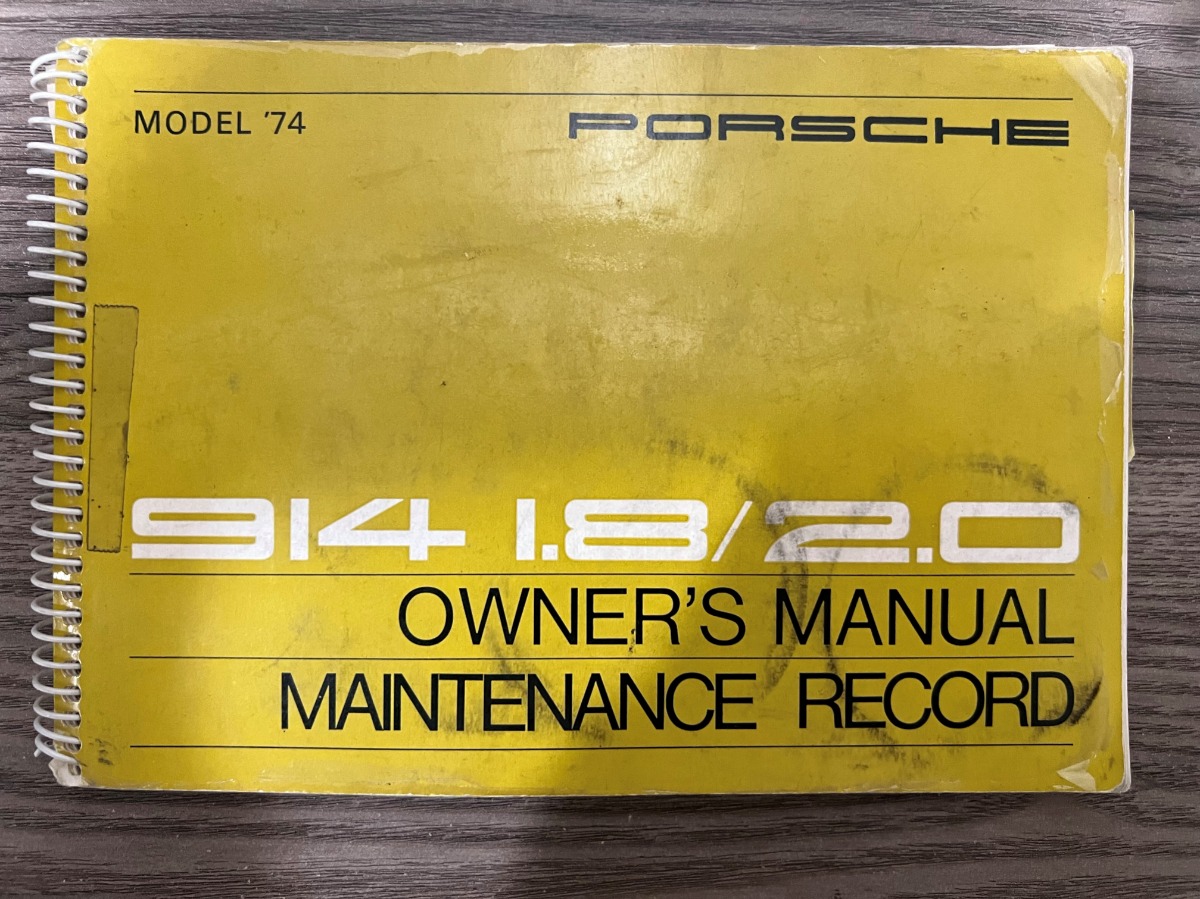 MODEL '74
PORSCHE
914 1.8/2.0
OWNER'S MANUAL
MAINTENANCE RECORD